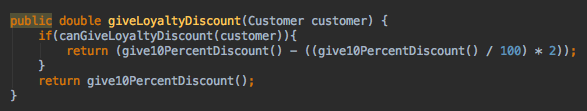 public double giveLoyaltyDiscount(Customer customer) {
if(canGiveLoyaltyDiscount(customer)){
return (give10PercentDiscount() – ((give10PercentDiscount() / 100) * 2));
}
return give10PercentDiscount();
}